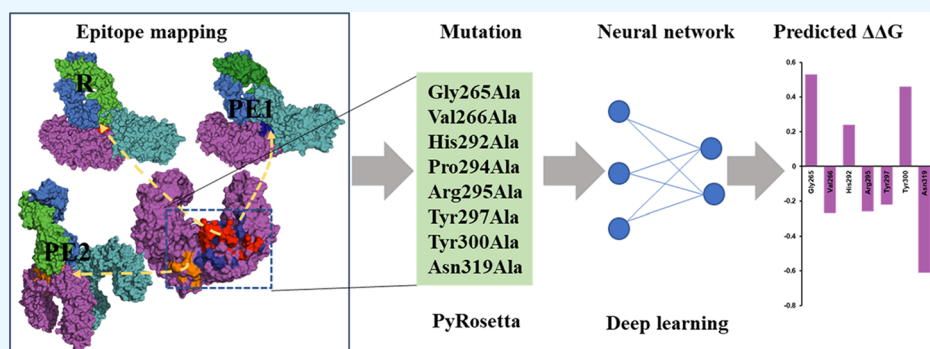 Epitope mapping
R
PE1
PE2
Mutation
Gly265Ala
Val266Ala
His292Ala
Pro294Ala
Arg295Ala
Tyr297Ala
Tyr300Ala
Asn319Ala
PyRosetta
Neural network
Deep learning
Predicted ΔΔG
0.6
0.4
0.2
0
-0.2
-0.4
-0.6
-0.8
Gly265
Val266
His292
Arg295
Tyr297
Tyr300
Asn319